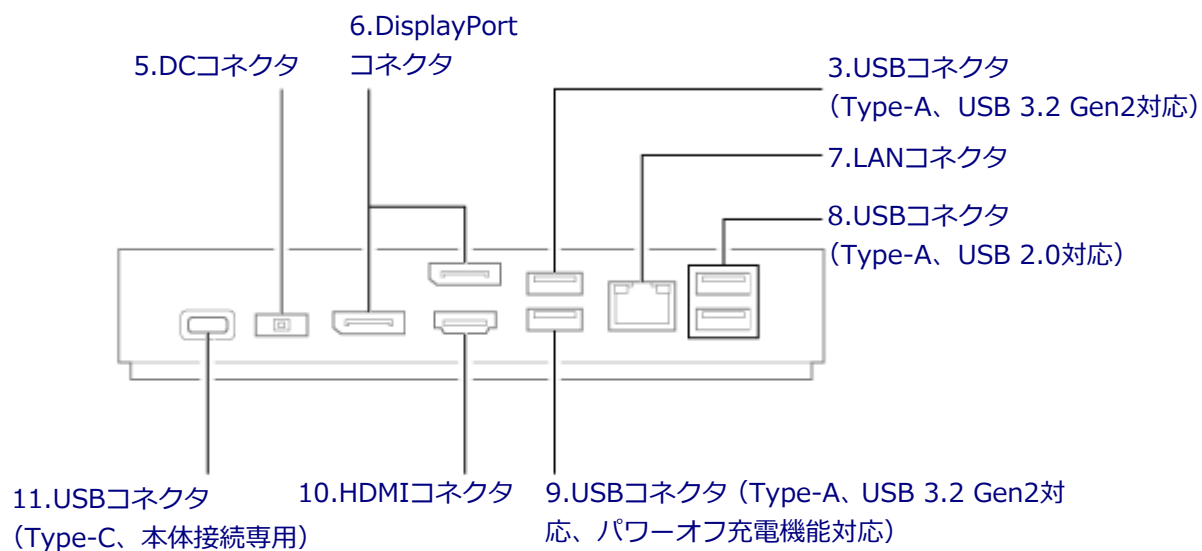 6.DisplayPort
コネクタ
5.DCコネクタ
3.USBコネクタ
（Type-A、USB 3.2 Gen2対応）
7.LANコネクタ
8.USBコネクタ
（Type-A、USB 2.0対応）
11.USBコネクタ
（Type-C、本体接続専用）
10.HDMIコネクタ
9.USBコネクタ（Type-A、USB 3.2 Gen2対
応、パワーオフ充電機能対応）